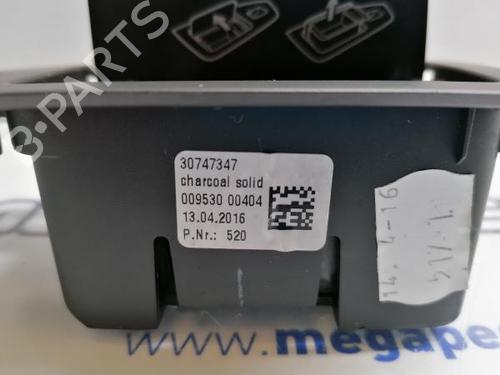 B-PARTS
30747347
charcoal solid
009530 00404
13.04.2016
P.Nr.: 520
14. 4-16
www.megape